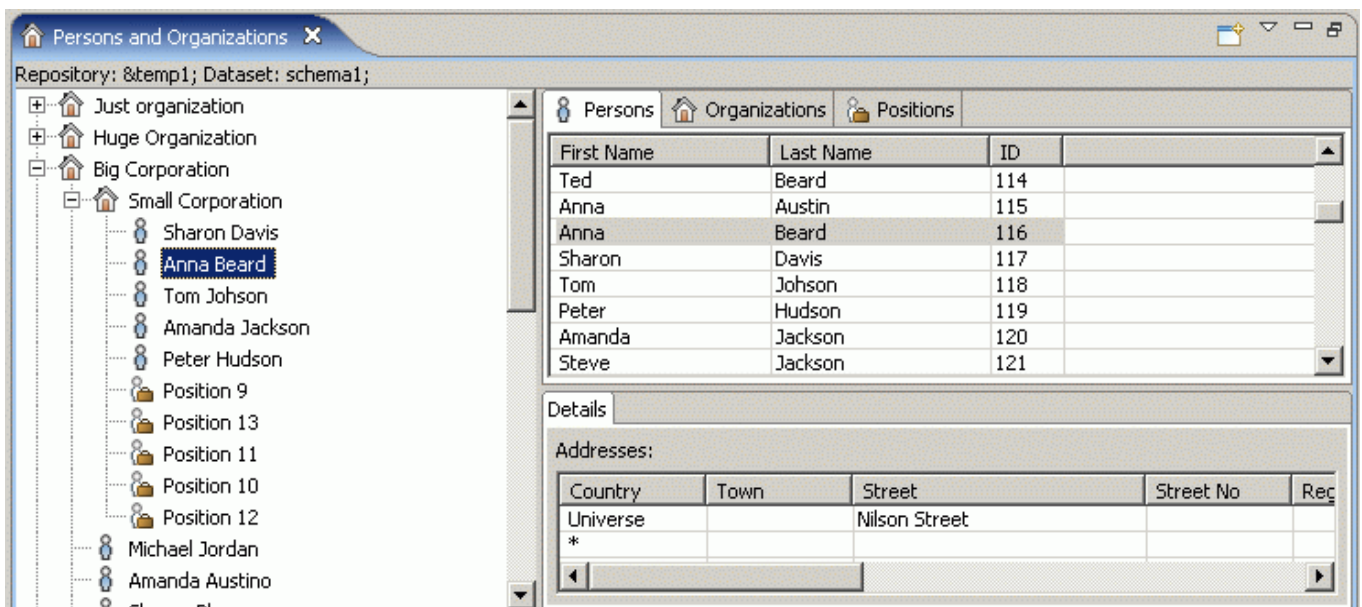 Persons and Organizations
Repository: &temp1; Dataset: schema1;
Just organization
Huge Organization
Big Corporation
Small Corporation
Sharon Davis
Anna Beard
Tom Johson
Amanda Jackson
Peter Hudson
Position 9
Position 13
Position 11
Position 10
Position 12
Michael Jordan
Amanda Austino
Persons Organizations Positions
First Name Last Name ID
Ted Beard 114
Anna Austin 115
Anna Beard 116
Sharon Davis 117
Tom Johson 118
Peter Hudson 119
Amanda Jackson 120
Steve Jackson 121
Details
Addresses:
Country Town Street Street No Reg
Universe Nilson Street
*